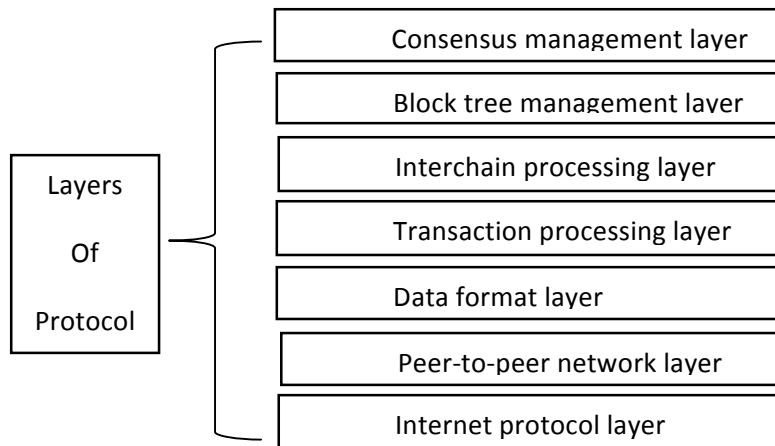 Consensus management layer
Block tree management layer
Interchain processing layer
Layers
Of
Protocol
Transaction processing layer
Data format layer
Peer-to-peer network layer
Internet protocol layer